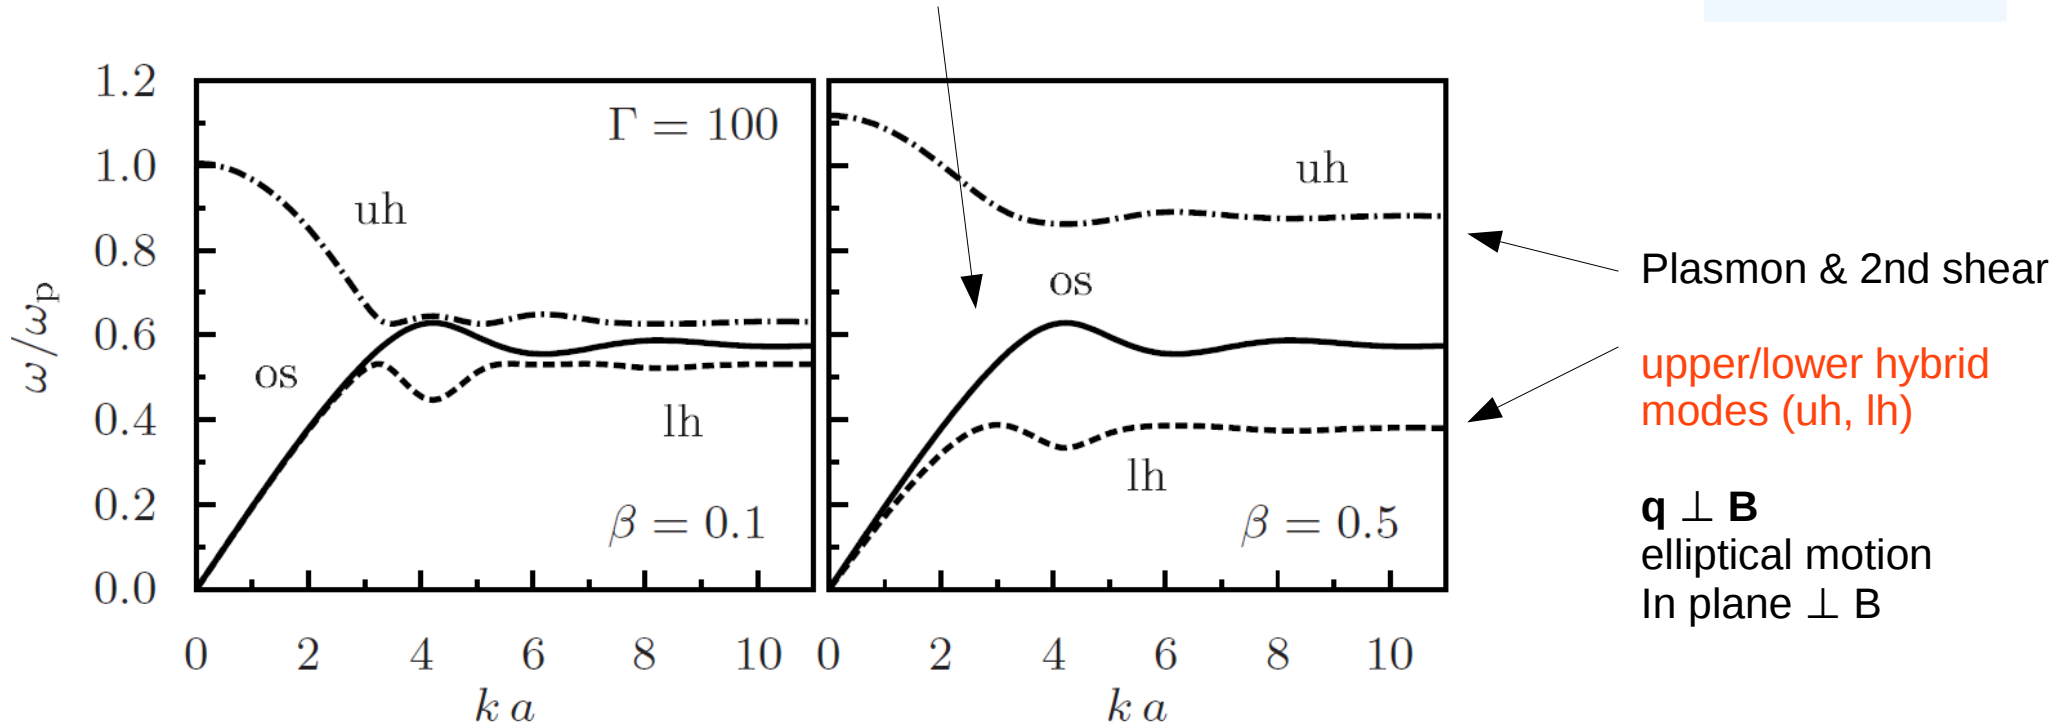 1.2
1.0
0.8
0.6
0.4
0.2
0.0
ω/ωp
Γ = 100
uh
os
lh
β = 0.1
0 2 4 6 8 10
k a
uh
os
lh
β = 0.5
0 2 4 6 8 10
k a
Plasmon & 2nd shear
upper/lower hybrid
modes (uh, lh)
q ⊥ B
elliptical motion
In plane ⊥ B